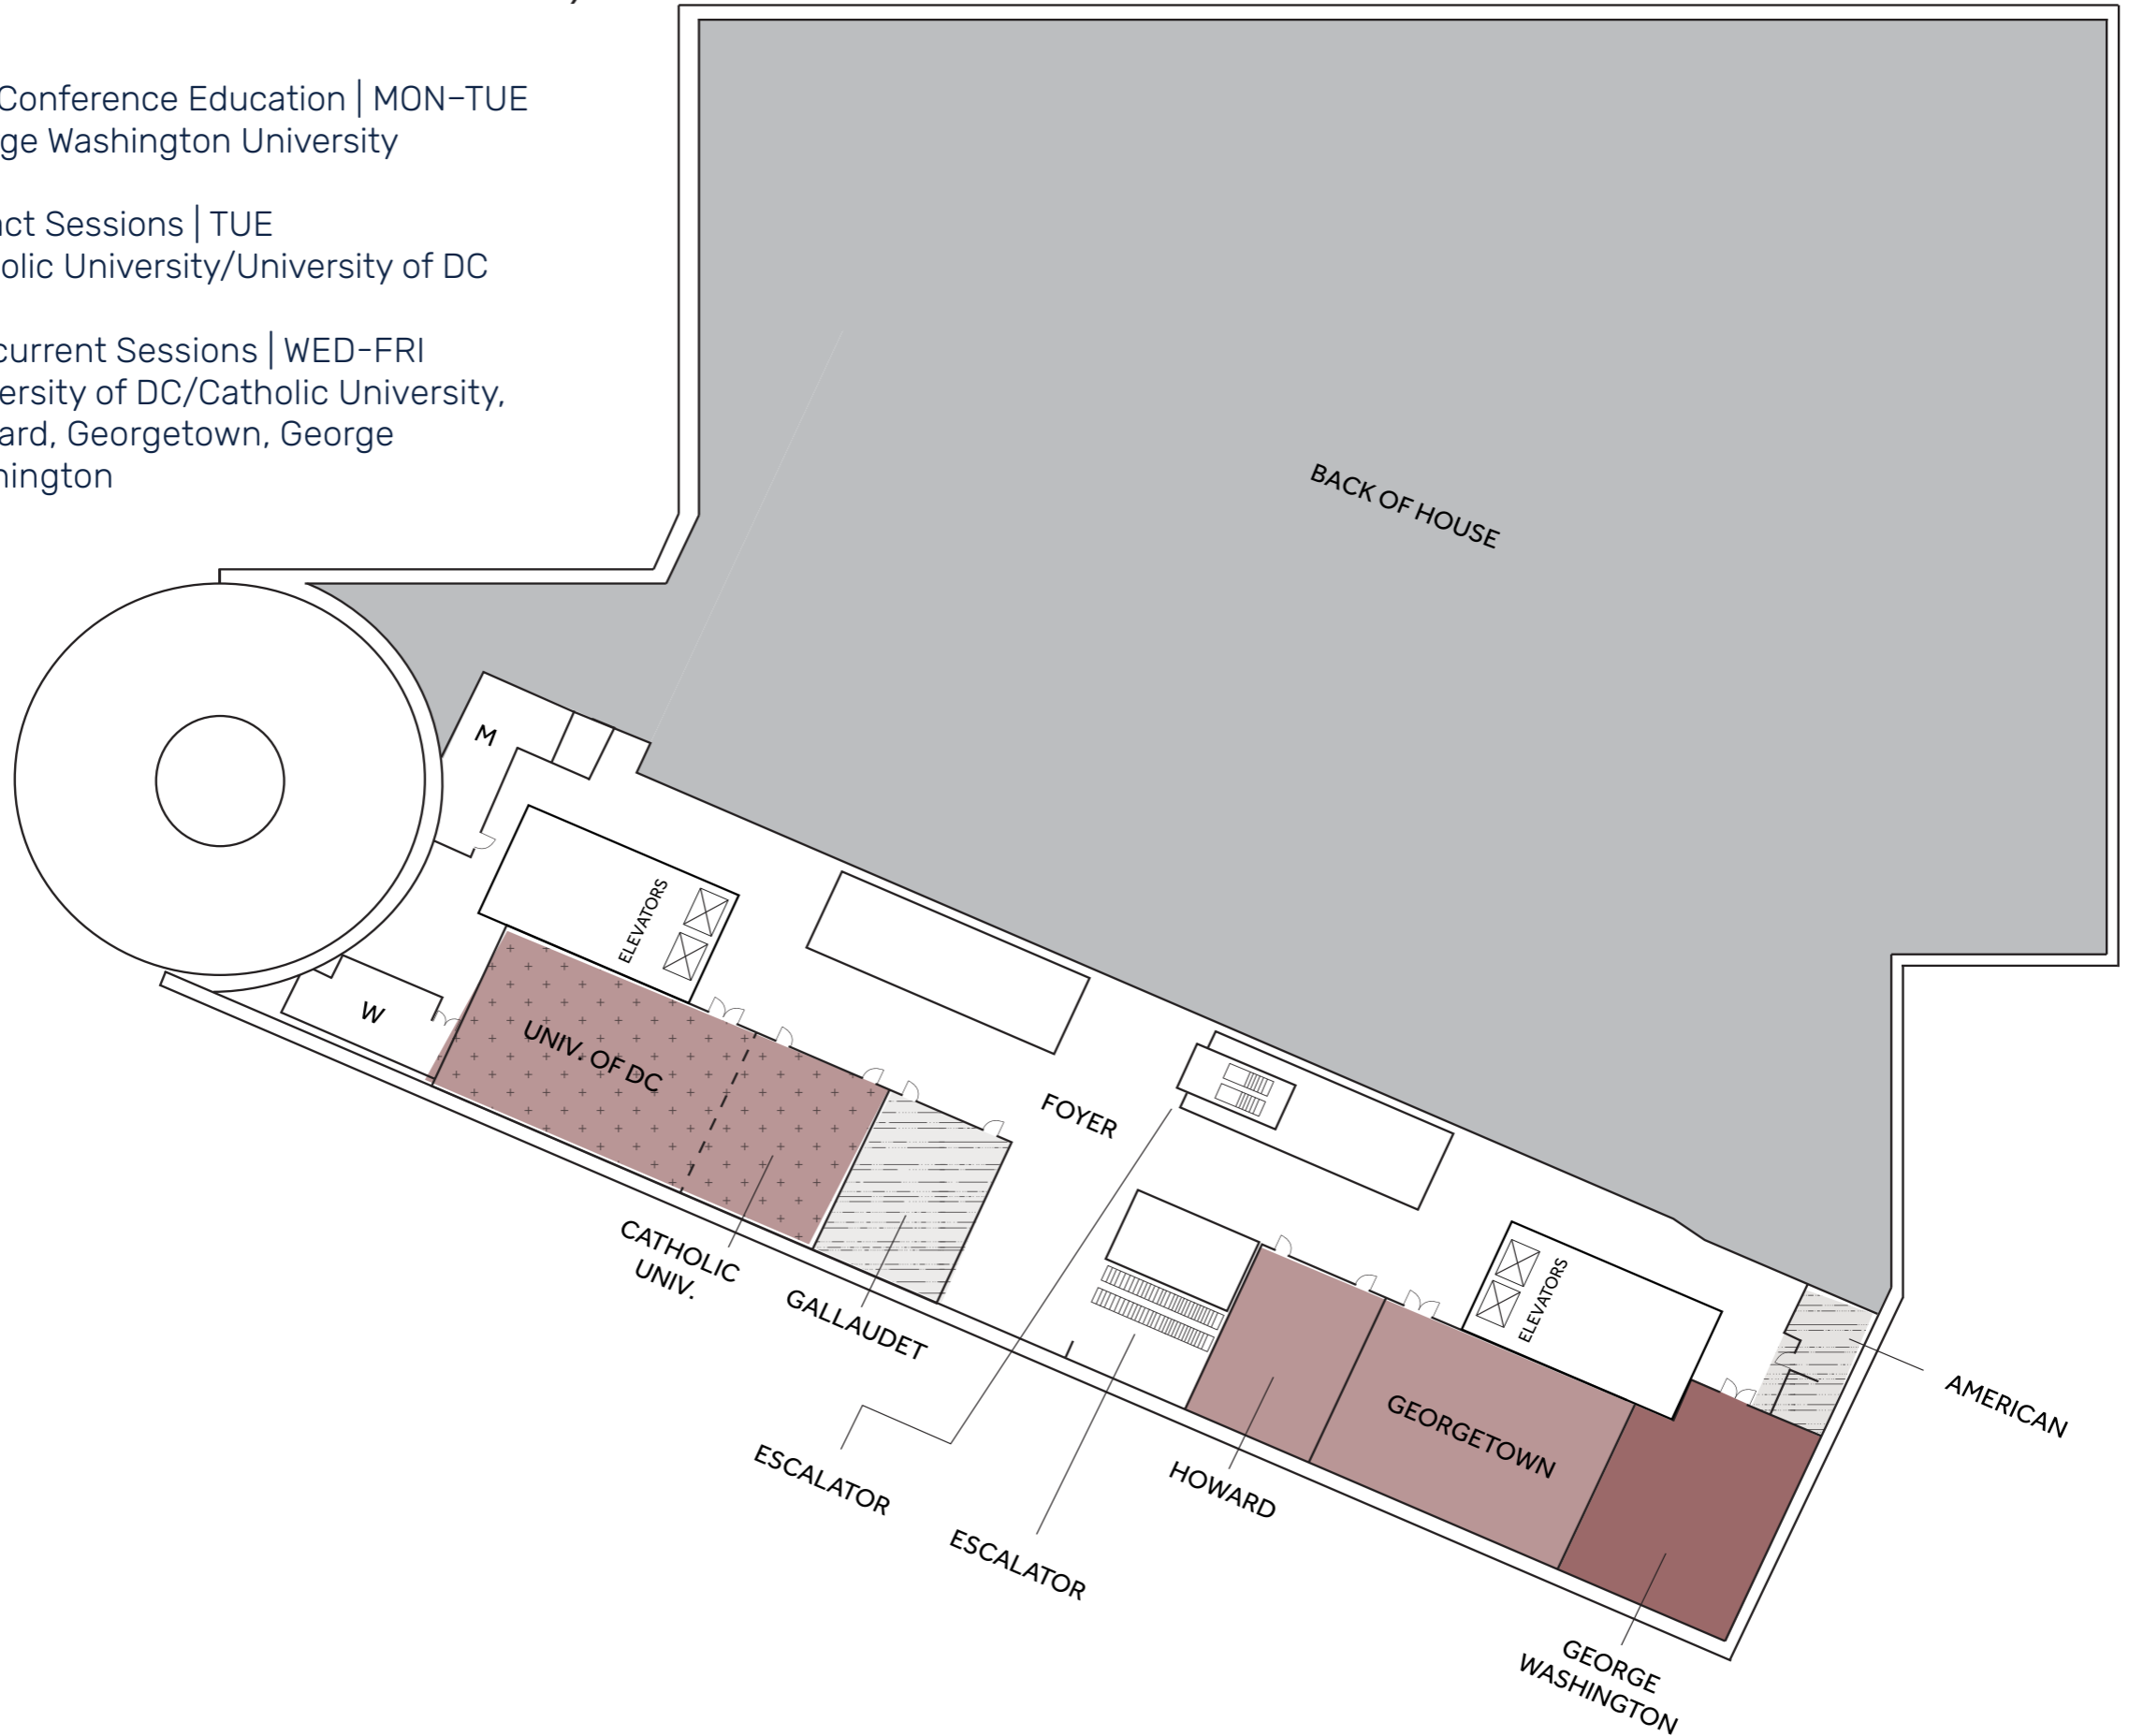 Conference Education | MON–TUE
ge Washington University
ct Sessions | TUE
olic University/University of DC
current Sessions | WED-FRI
ersity of DC/Catholic University,
ard, Georgetown, George
ington
BACK OF HOUSE
M
ELEVATORS
W
UNIV. OF DC
FOYER
CATHOLIC
UNIV.
GALLAUDET
ELEVATORS
AMERICAN
GEORGETOWN
HOWARD
ESCALATOR
ESCALATOR
GEORGE
WASHINGTON